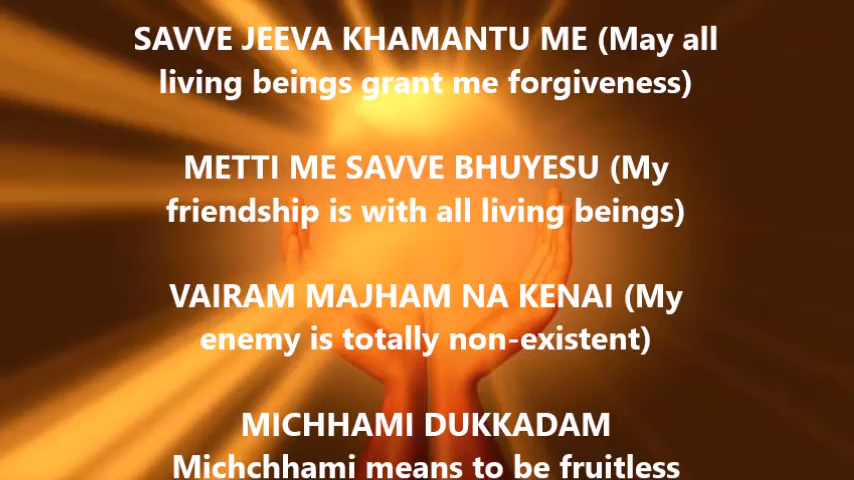 SAVVE JEEVA KHAMANTU ME (May all
living beings grant me forgiveness)
METTI ME SAVVE BHUYESU (My
friendship is with all living beings)
VAIRAM MAJHAM NA KENAI (My
enemy is totally non-existent)
MICHHAMI DUKKADAM
Michchhami means to be fruitless